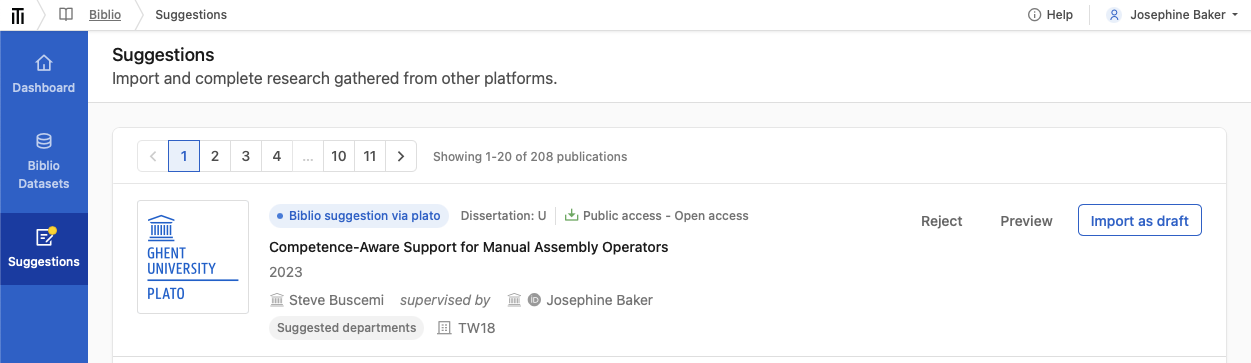 Biblio Suggestions Help Josephine Baker
Dashboard
Biblio
Datasets
Suggestions
Suggestions
Import and complete research gathered from other platforms.
1 2 3 4 ... 10 11 Showing 1-20 of 208 publications
GHENT
UNIVERSITY
PLATO
Biblio suggestion via plato Dissertation: U Public access - Open access
Reject Preview Import as draft
Competence-Aware Support for Manual Assembly Operators
2023
Steve Buscemi supervised by iD Josephine Baker
Suggested departments TW18